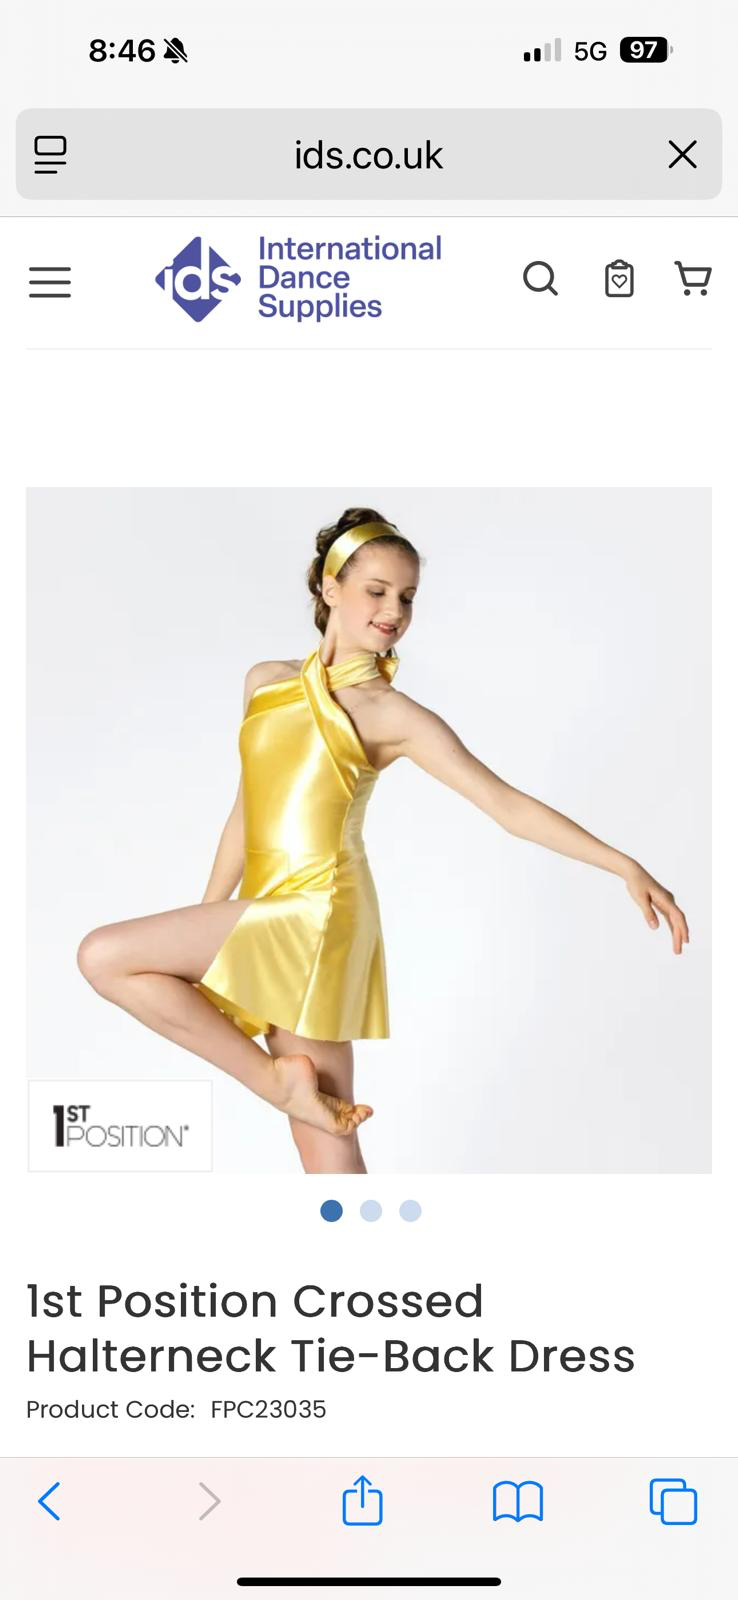 8:46
5G
97
ids.co.uk
ids
International
Dance
Supplies
1ST
POSITION®
1st Position Crossed
Halterneck Tie-Back Dress
Product Code: FPC23035